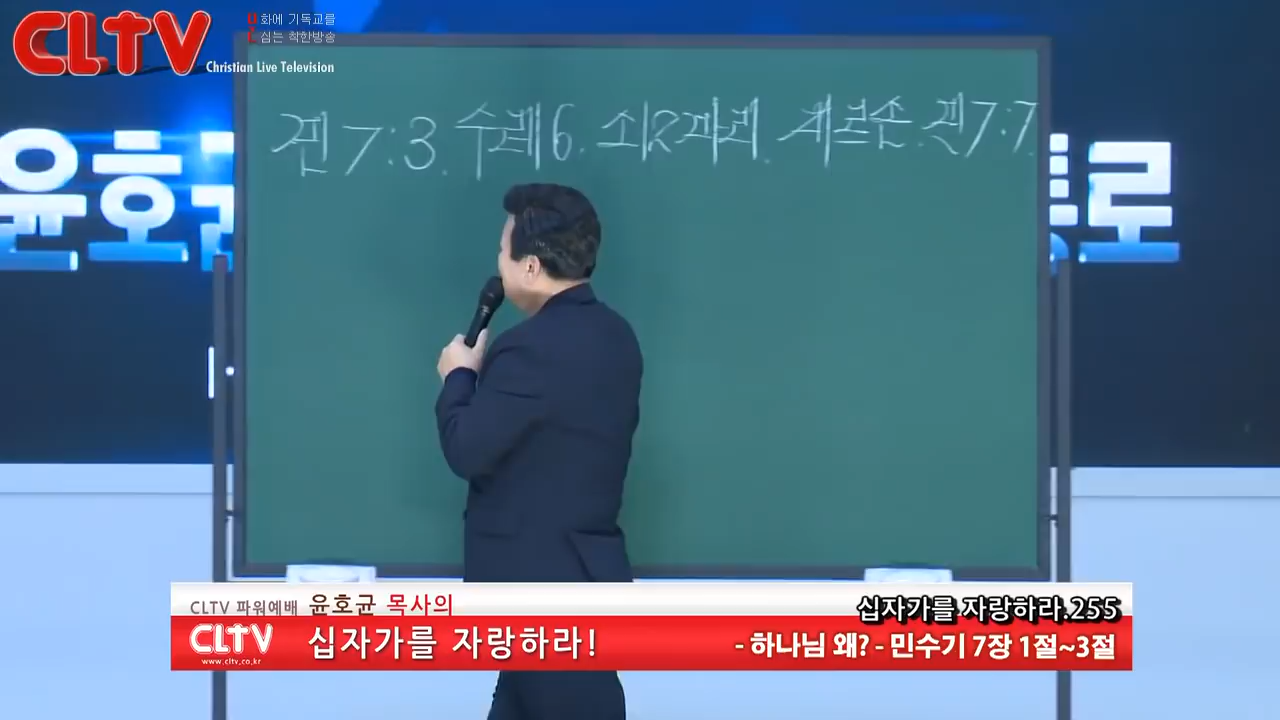 CLTV
화에 기독교를
심는 착한방송
Christian Live Television
민 7:3. 수레 6. 소12마리. 게르손. 민7:7.
윤호
로
CLTV 파워예배 윤호균 목사의
십자가를 자랑하라.255
CLTV
www.cltv.co.kr
십자가를 자랑하라!
- 하나님 왜? - 민수기 7장 1절~3절